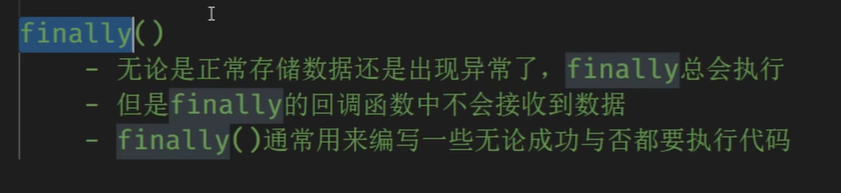 finally()
- 无论是正常存储数据还是出现异常了，finally总会执行
- 但是finally的回调函数中不会接收到数据
- finally()通常用来编写一些无论成功与否都要执行代码